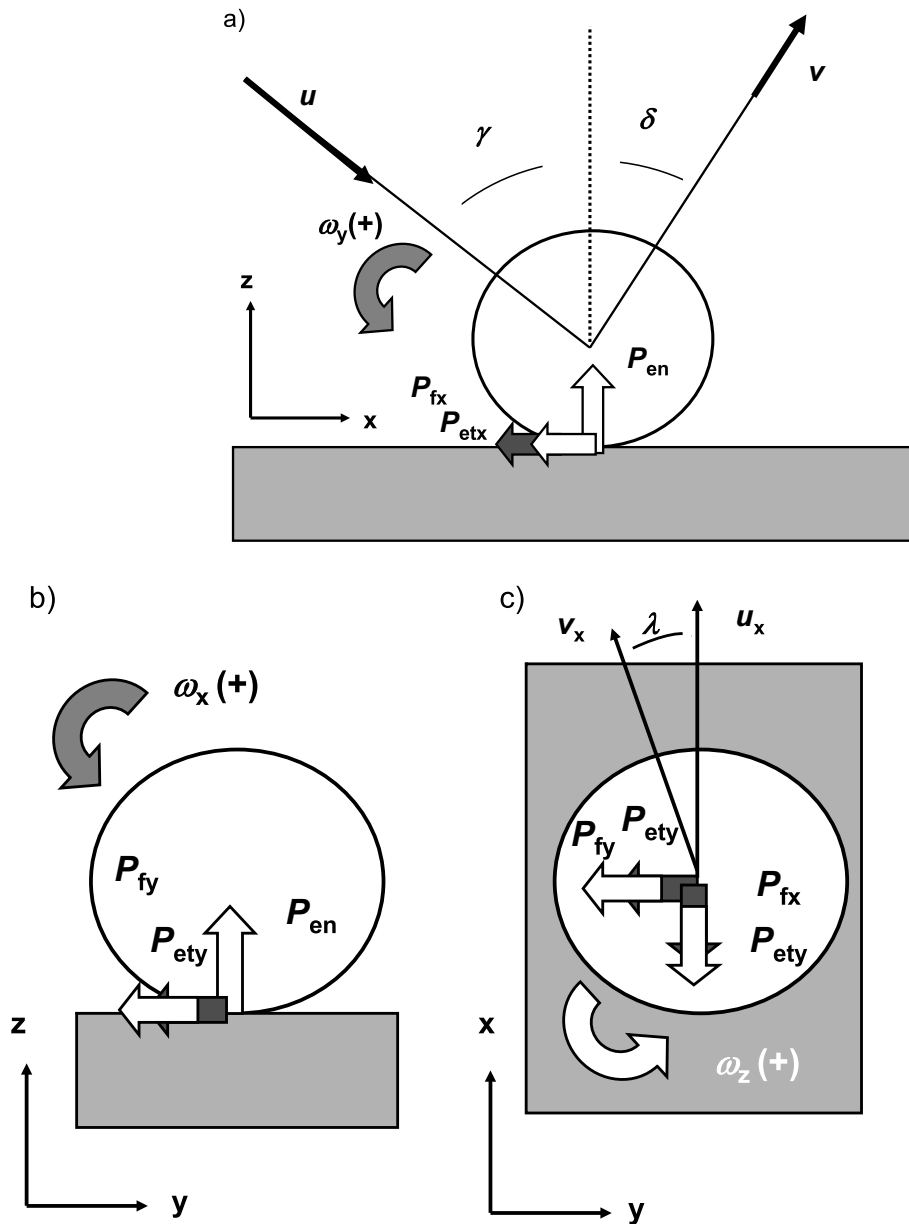 a)
u
v
γ
δ
ωy(+)
z
Pen
Pfx
x
Petx
b)
c)
vx
λ
ux
ωx (+)
Pety
Pfy
Pfy
Pfx
Pen
Pety
Pety
z
x
ωz (+)
y
y